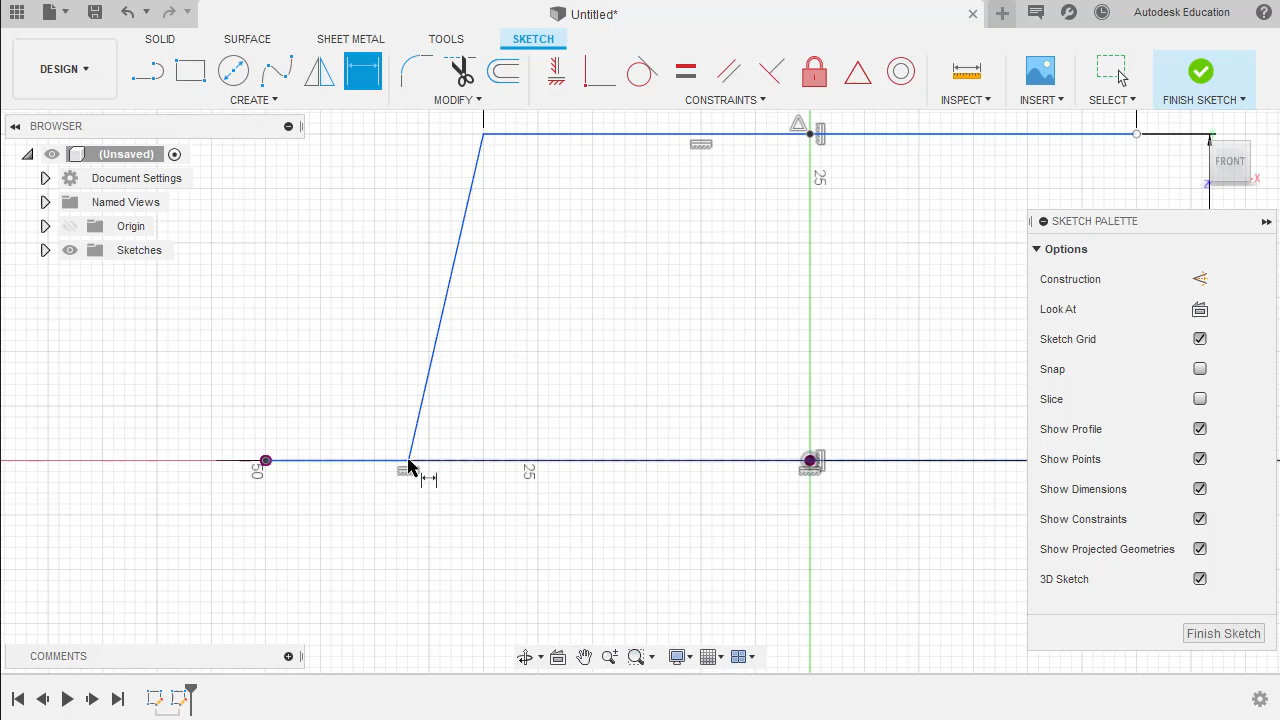 Untitled*
Autodesk Education
DESIGN
SOLID SURFACE SHEET METAL TOOLS SKETCH
CREATE MODIFY CONSTRAINTS INSPECT INSERT SELECT FINISH SKETCH
BROWSER
(Unsaved)
Document Settings
Named Views
Origin
Sketches
25
FRONT
X
SKETCH PALETTE
Options
Construction
Look At
Sketch Grid
Snap
Slice
Show Profile
Show Points
Show Dimensions
Show Constraints
Show Projected Geometries
3D Sketch
Finish Sketch
50
25
COMMENTS